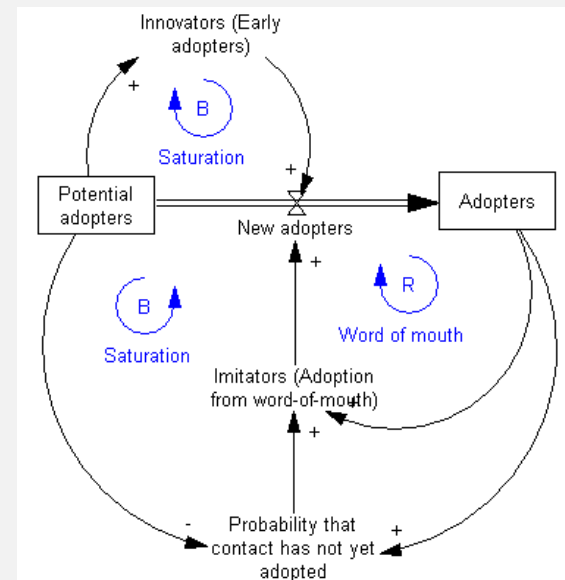 Innovators (Early
adopters)
+
B
Saturation
+
Potential
adopters
Adopters
New adopters
+
B
R
Saturation
Word of mouth
Imitators (Adoption
from word-of-mouth)
+
+
-
Probability that
contact has not yet
adopted
+